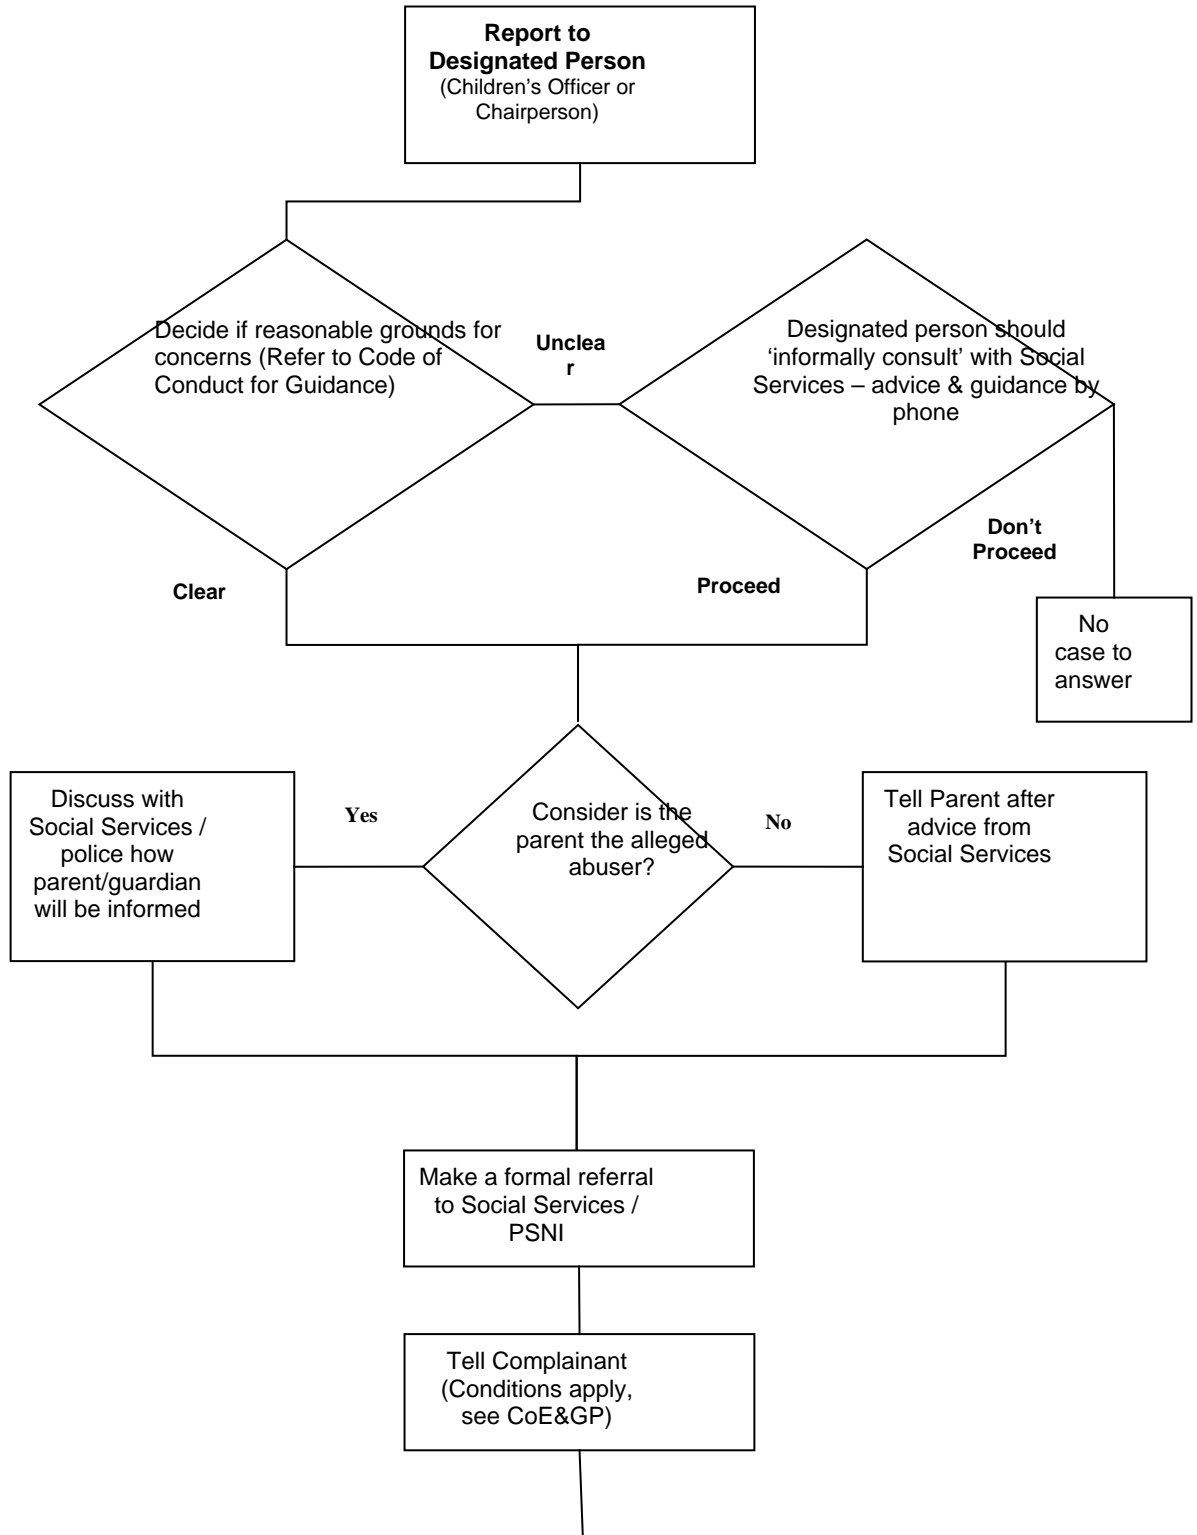 Report to
Designated Person
(Children's Officer or
Chairperson)
Decide if reasonable grounds for
concerns (Refer to Code of
Conduct for Guidance)
Unclea
r
Designated person should
‘informally consult’ with Social
Services – advice & guidance by
phone
Don’t
Proceed
Clear
Proceed
No
case to
answer
Discuss with
Social Services /
police how
parent/guardian
will be informed
Yes
Consider is the
parent the alleged
abuser?
No
Tell Parent after
advice from
Social Services
Make a formal referral
to Social Services /
PSNI
Tell Complainant
(Conditions apply,
see CoE&GP)